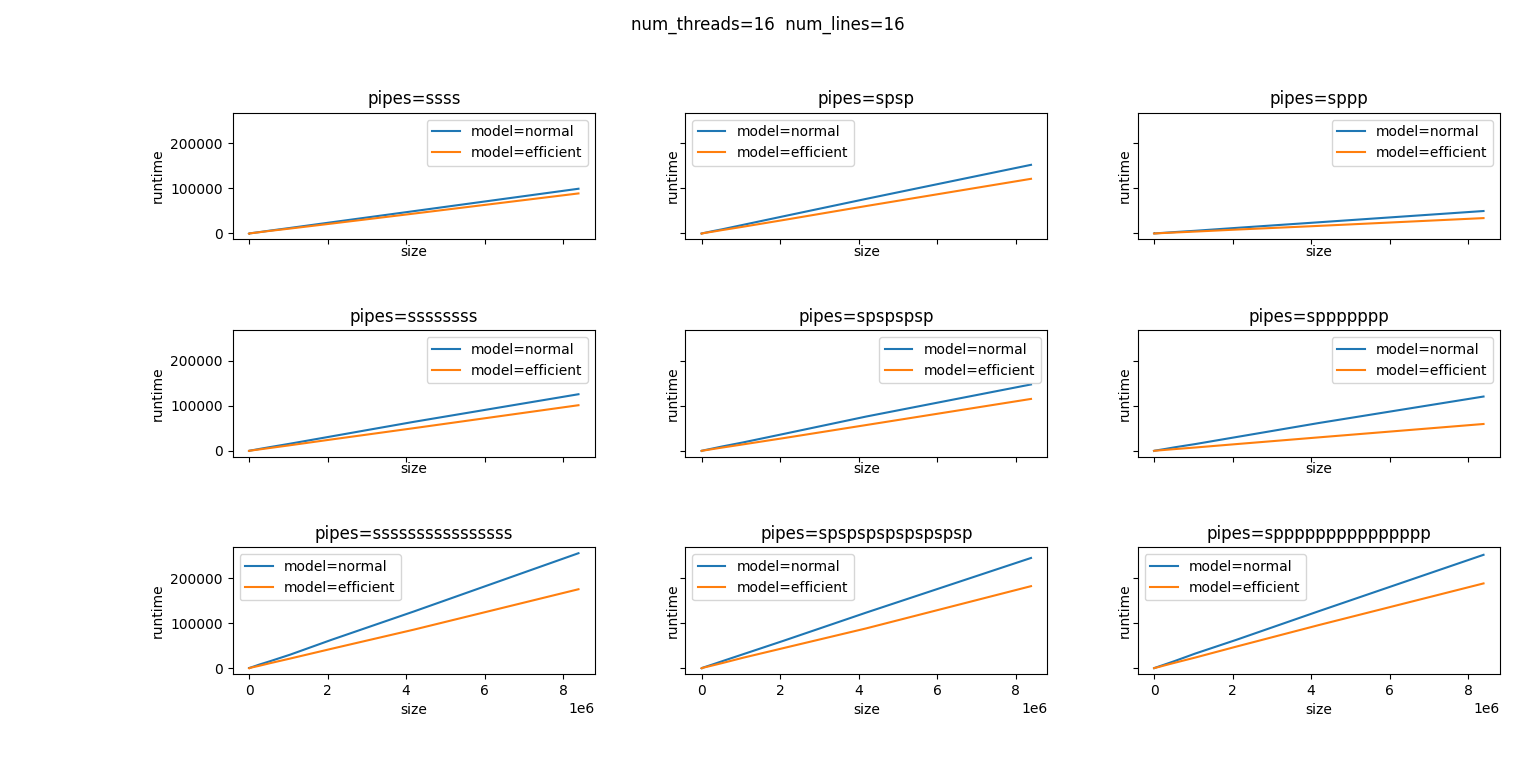 num_threads=16  num_lines=16
pipes=ssss
200000
100000
0
runtime
model=normal
model=efficient
size
pipes=spsp
runtime
model=normal
model=efficient
size
pipes=sppp
runtime
model=normal
model=efficient
size
pipes=ssssssss
200000
100000
0
runtime
model=normal
model=efficient
size
pipes=spspspsp
runtime
model=normal
model=efficient
size
pipes=sppppppp
runtime
model=normal
model=efficient
size
pipes=ssssssssssssssss
200000
100000
0
runtime
model=normal
model=efficient
0 2 4 6 8
1e6
size
pipes=spspspspspspspsp
runtime
model=normal
model=efficient
0 2 4 6 8
1e6
size
pipes=sppppppppppppppp
runtime
model=normal
model=efficient
0 2 4 6 8
1e6
size